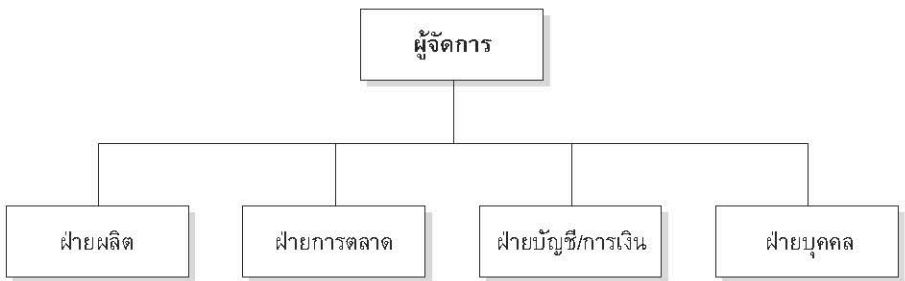 ผู้จัดการ
ฝ่ายผลิต
ฝ่ายการตลาด
ฝ่ายบัญชี/การเงิน
ฝ่ายบุคคล